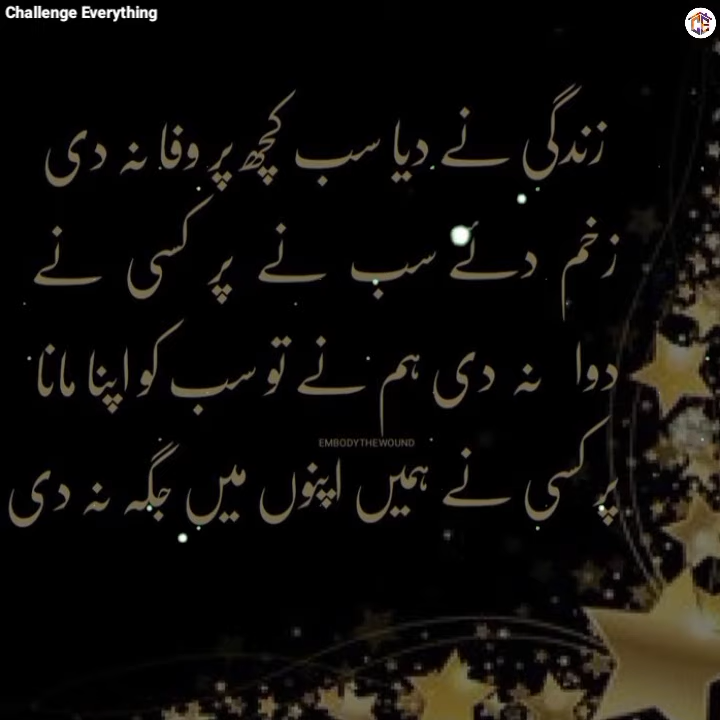 Challenge Everything
زندگی نے دیا سب کچھ پر وفا نہ دی
زخم دئے سب نے پر کسی نے
دوا نہ دی ہم نے تو سب کو اپنا مانا
EMBODYTHEWOUND
پر کسی نے ہمیں اپنوں میں جگہ نہ دی